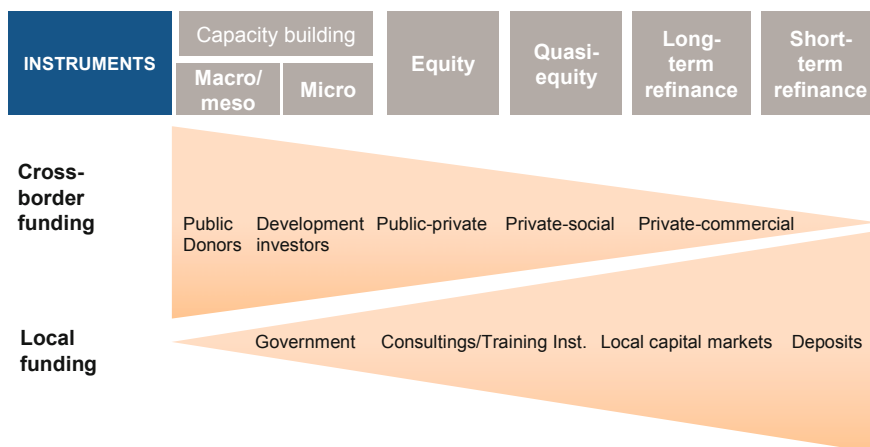 INSTRUMENTS
Capacity building
Macro/
meso
Micro
Equity
Quasi-
equity
Long-
term
refinance
Short-
term
refinance
Cross-
border
funding
Public
Donors
Development
investors
Public-private
Private-social
Private-commercial
Local
funding
Government
Consultings/Training Inst.
Local capital markets
Deposits